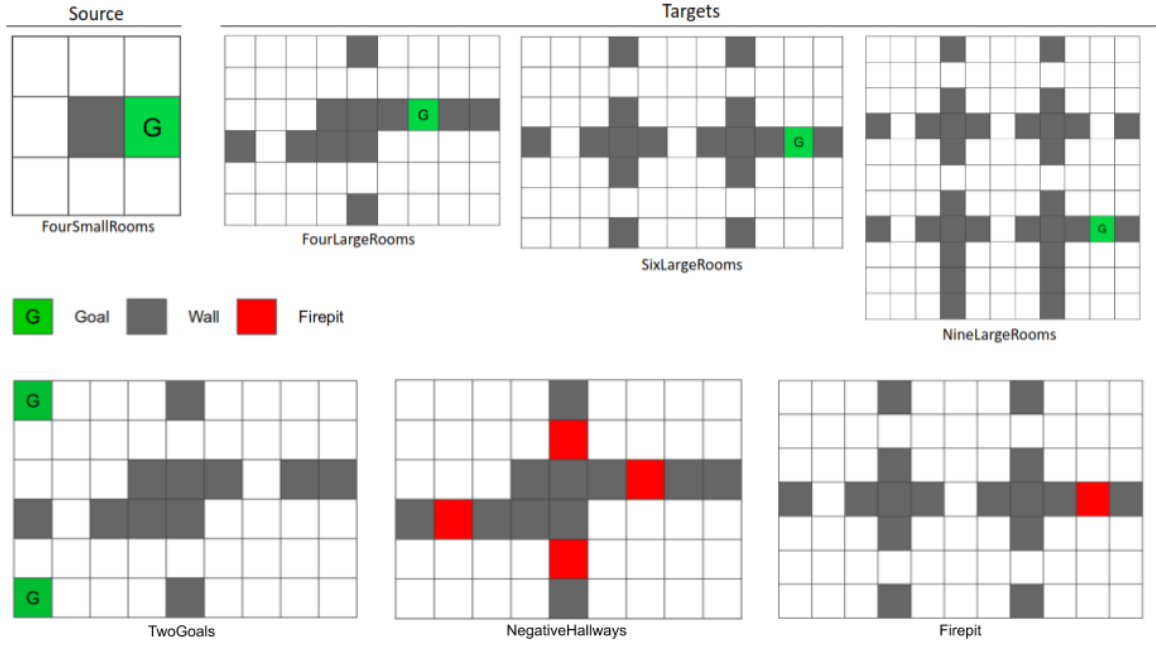 Source
Targets
G
G
G
G
FourSmallRooms
FourLargeRooms
SixLargeRooms
NineLargeRooms
G Goal Wall Firepit
G
G
TwoGoals
NegativeHallways
Firepit